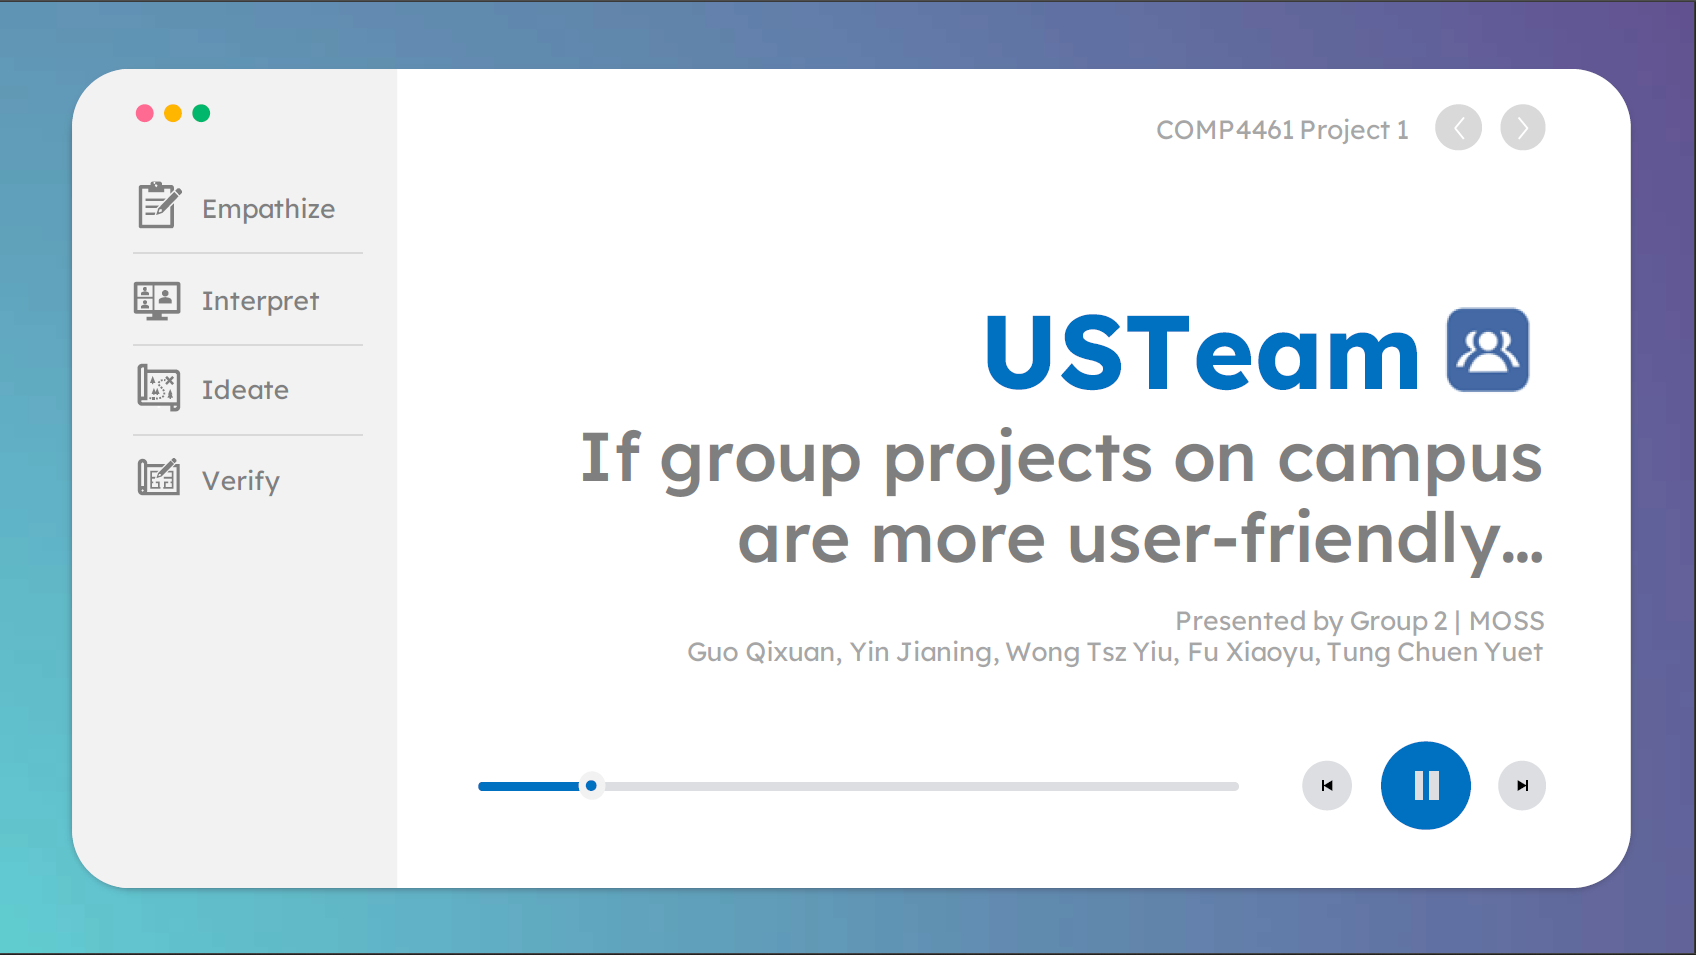 COMP4461 Project 1
Empathize
Interpret
Ideate
Verify
USTeam
If group projects on campus
are more user-friendly...
Presented by Group 2 | MOSS
Guo Qixuan, Yin Jianing, Wong Tsz Yiu, Fu Xiaoyu, Tung Chuen Yuet